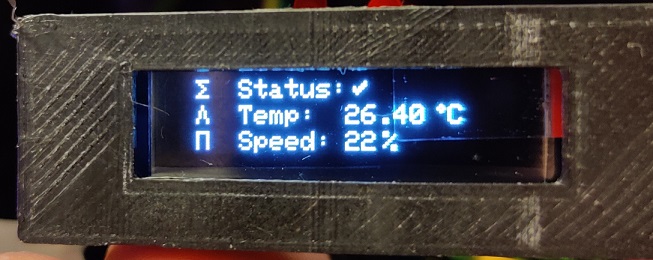 Σ Status: ✓
Λ Temp: 26.40 °C
Π Speed: 22%